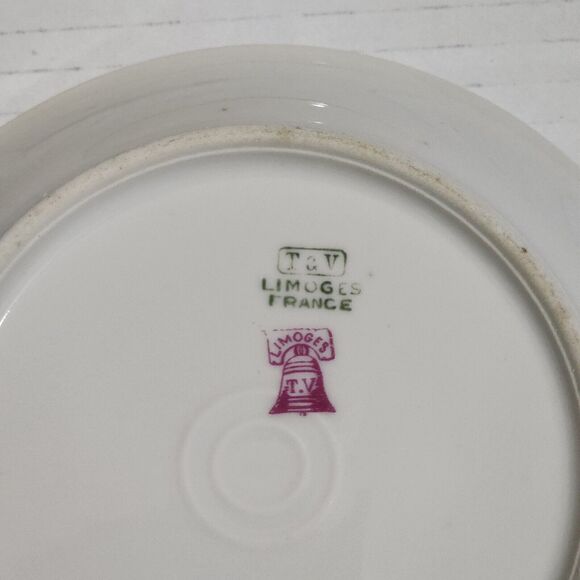 T & V
LIMOGES
FRANCE
LIMOGES
T.V